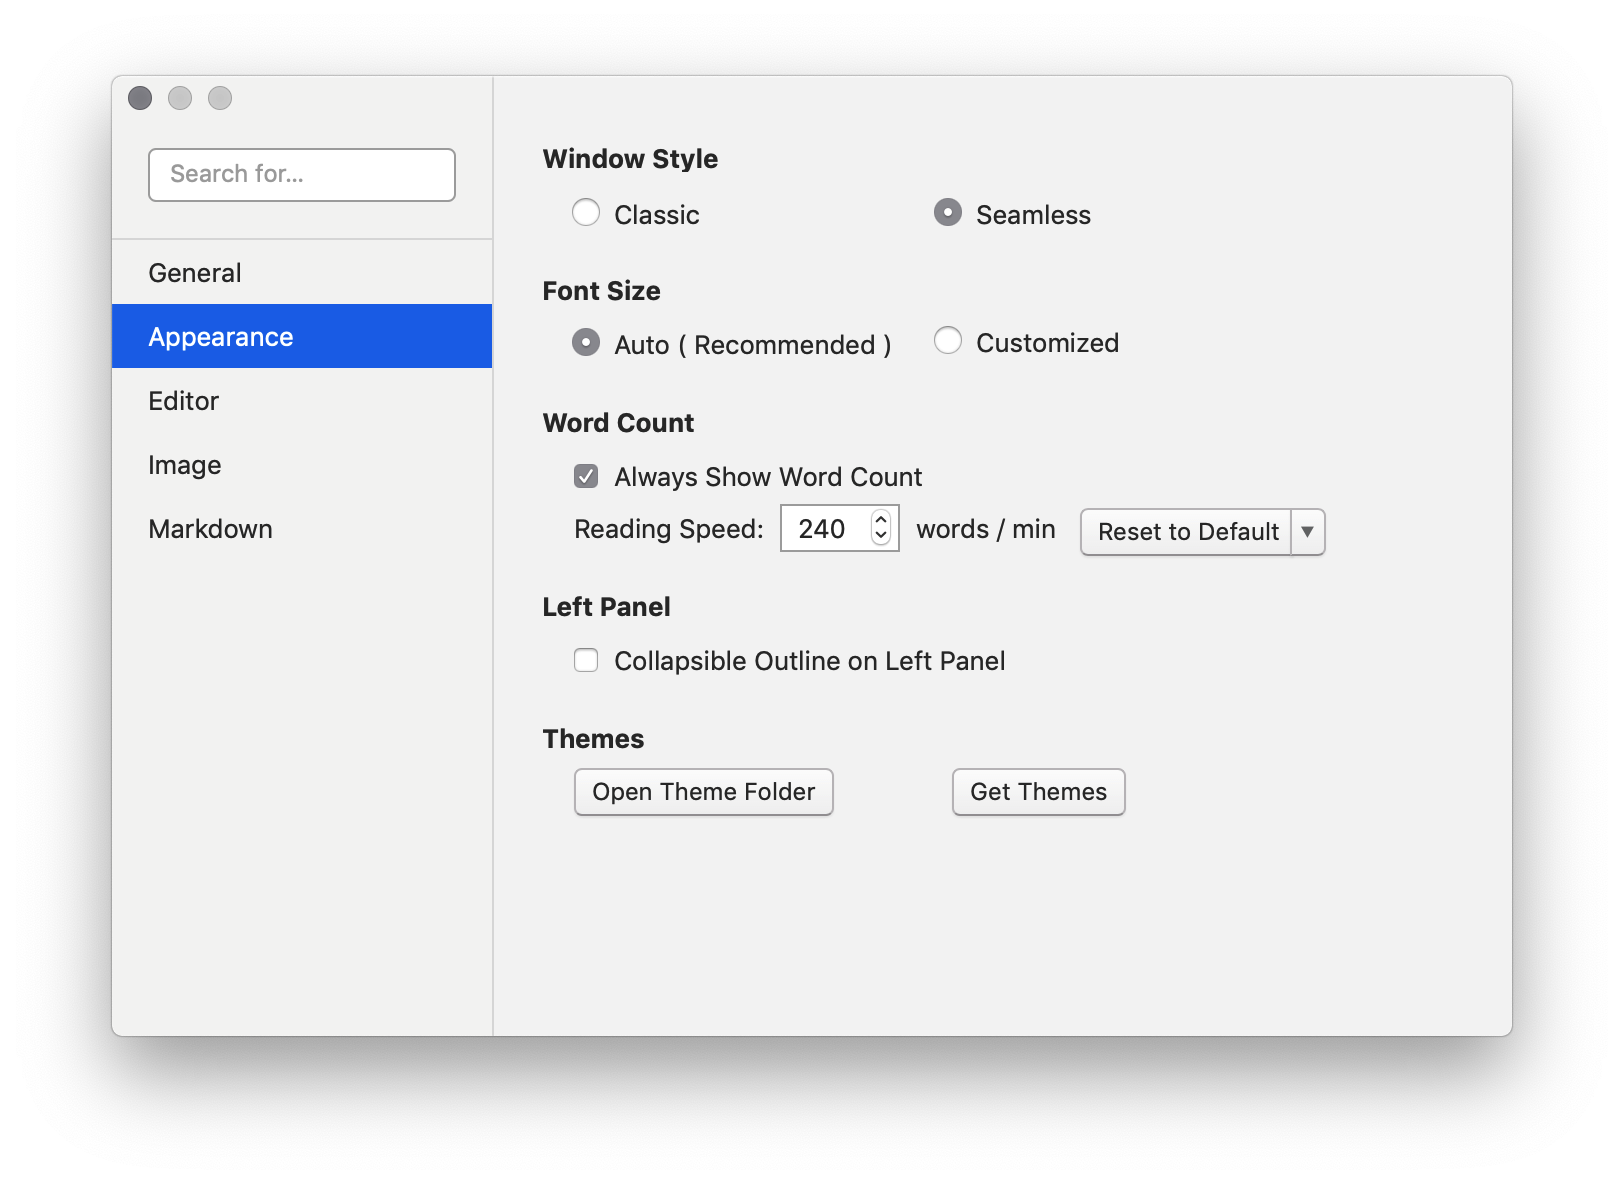 Search for...
General
Appearance
Editor
Image
Markdown
Window Style
Classic Seamless
Font Size
Auto ( Recommended ) Customized
Word Count
Always Show Word Count
Reading Speed: 240 words / min Reset to Default
Left Panel
Collapsible Outline on Left Panel
Themes
Open Theme Folder Get Themes